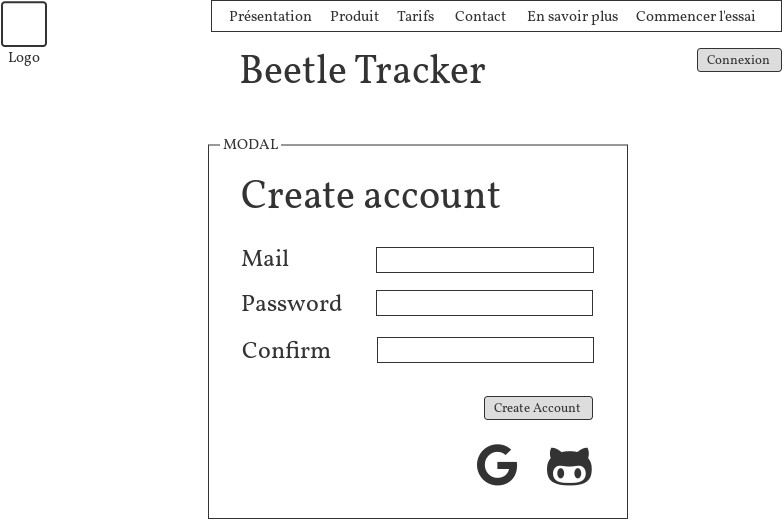 Présentation Produit Tarifs Contact En savoir plus Commencer l'essai
Logo
Beetle Tracker
Connexion
MODAL
Create account
Mail
Password
Confirm
Create Account